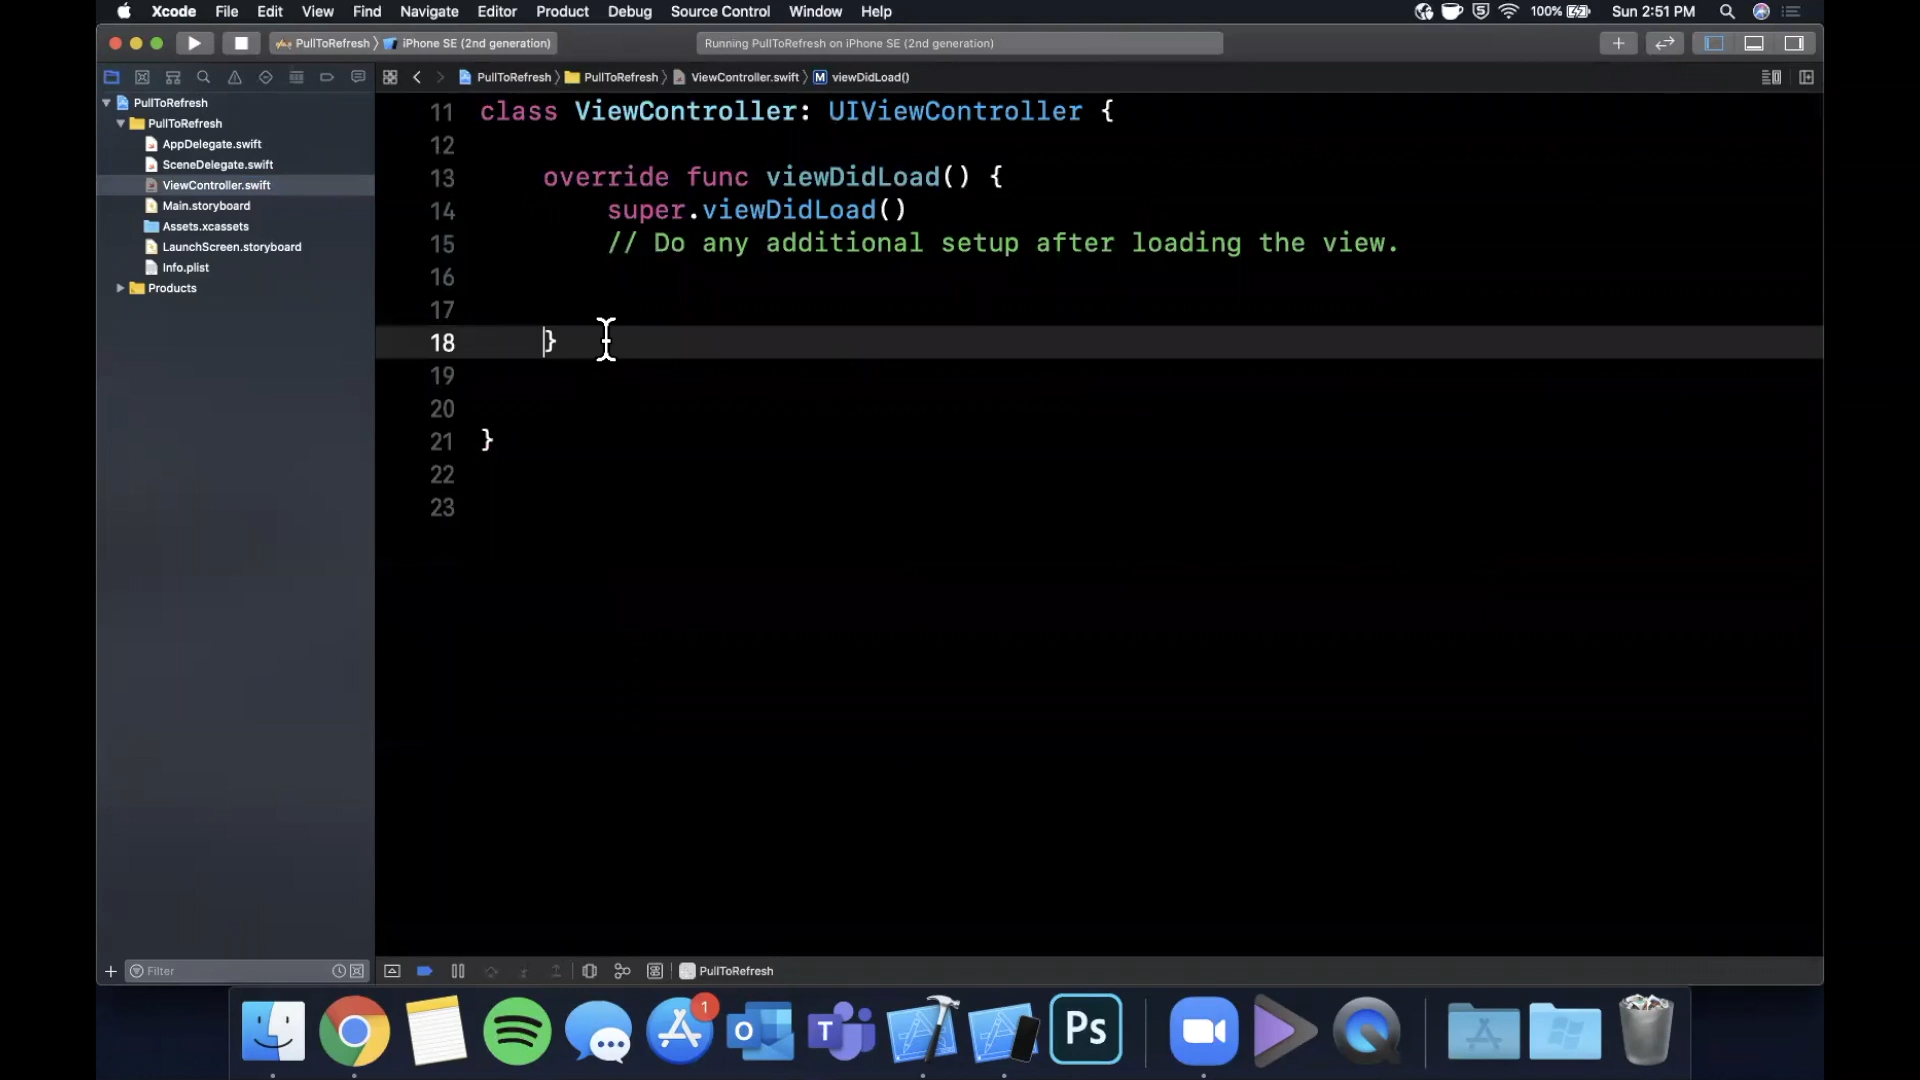 Xcode File Edit View Find Navigate Editor Product Debug Source Control Window Help 5 100% Sun 2:51 PM
PullToRefresh iPhone SE (2nd generation) Running PullToRefresh on iPhone SE (2nd generation)
PullToRefresh PullToRefresh ViewController.swift M viewDidLoad()
PullToRefresh
PullToRefresh
AppDelegate.swift
SceneDelegate.swift
ViewController.swift
Main.storyboard
Assets.xcassets
LaunchScreen.storyboard
Info.plist
Products
11 class ViewController: UIViewController {
12
13 override func viewDidLoad() {
14 super.viewDidLoad()
15 // Do any additional setup after loading the view.
16
17
18 }
19
20
21 }
22
23
Filter
PullToRefresh
1
O
T
Ps